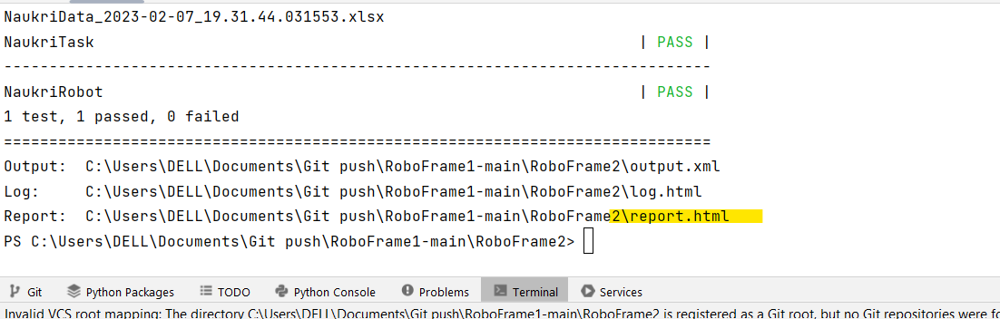 NaukriData_2023-02-07_19.31.44.031553.xlsx
NaukriTask | PASS |
------------------------------------------------------------------------------
NaukriRobot | PASS |
1 test, 1 passed, 0 failed
==============================================================================
Output:  C:\Users\DELL\Documents\Git push\RoboFrame1-main\RoboFrame2\output.xml
Log:     C:\Users\DELL\Documents\Git push\RoboFrame1-main\RoboFrame2\log.html
Report:  C:\Users\DELL\Documents\Git push\RoboFrame1-main\RoboFrame2\report.html
PS C:\Users\DELL\Documents\Git push\RoboFrame1-main\RoboFrame2>
Git Python Packages TODO Python Console Problems Terminal Services
Invalid VCS root mapping: The directory C:\Users\DELL\Documents\Git push\RoboFrame1-main\RoboFrame2 is registered as a Git root, but no Git repositories were